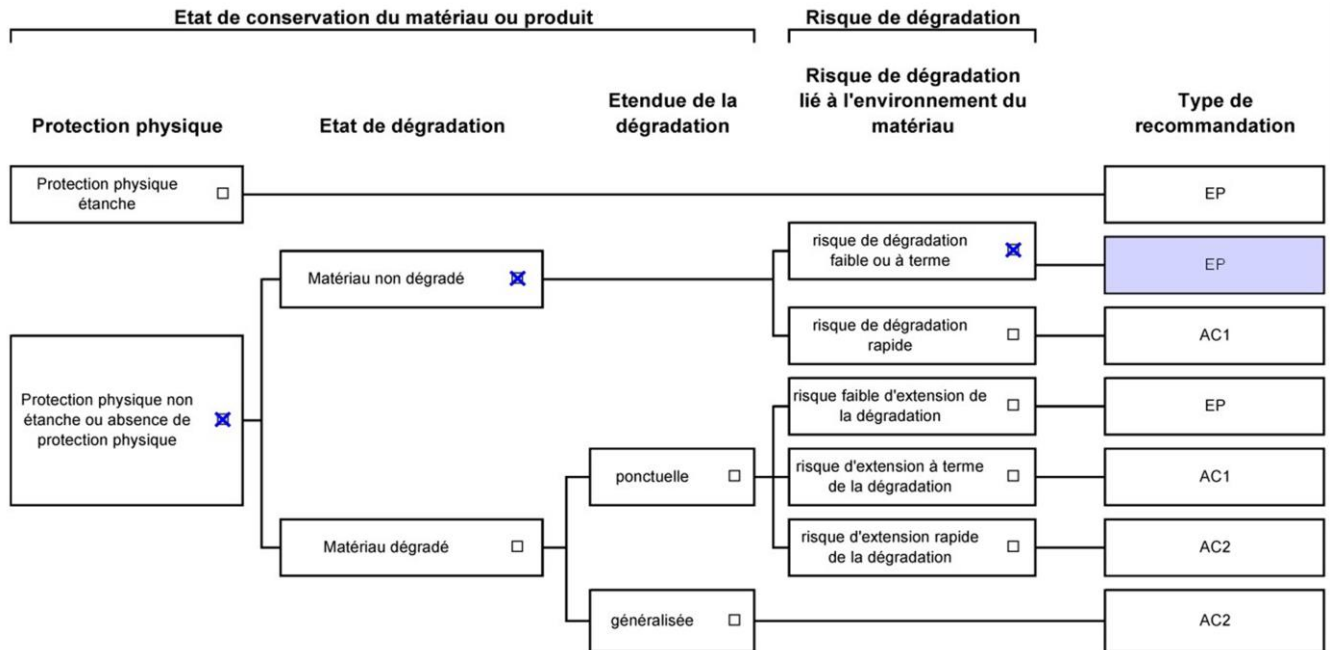 Etat de conservation du matériau ou produit
Risque de dégradation
Protection physique
Etat de dégradation
Etendue de la
dégradation
Risque de dégradation
lié à l'environnement du
matériau
Type de
recommandation
Protection physique
étanche
EP
Matériau non dégradé
risque de dégradation
faible ou à terme
EP
risque de dégradation
rapide
AC1
Protection physique non
étanche ou absence de
protection physique
risque faible d'extension de
la dégradation
EP
ponctuelle
risque d'extension à terme
de la dégradation
AC1
Matériau dégradé
risque d'extension rapide
de la dégradation
AC2
généralisée
AC2